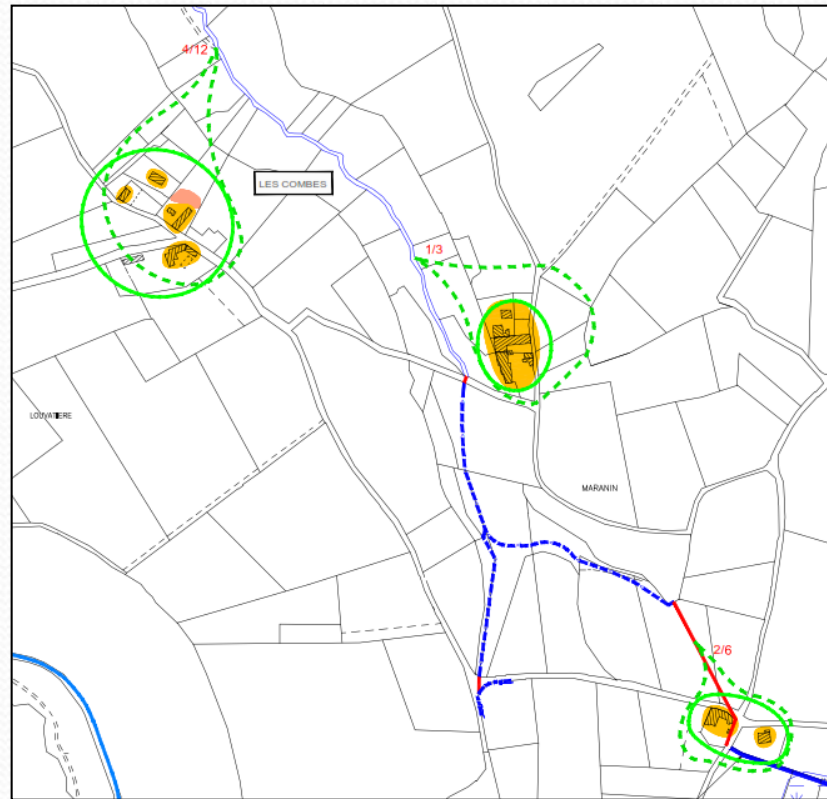 4/12
LES COMBES
1/3
LOUVATIERE
MARANIN
2/6